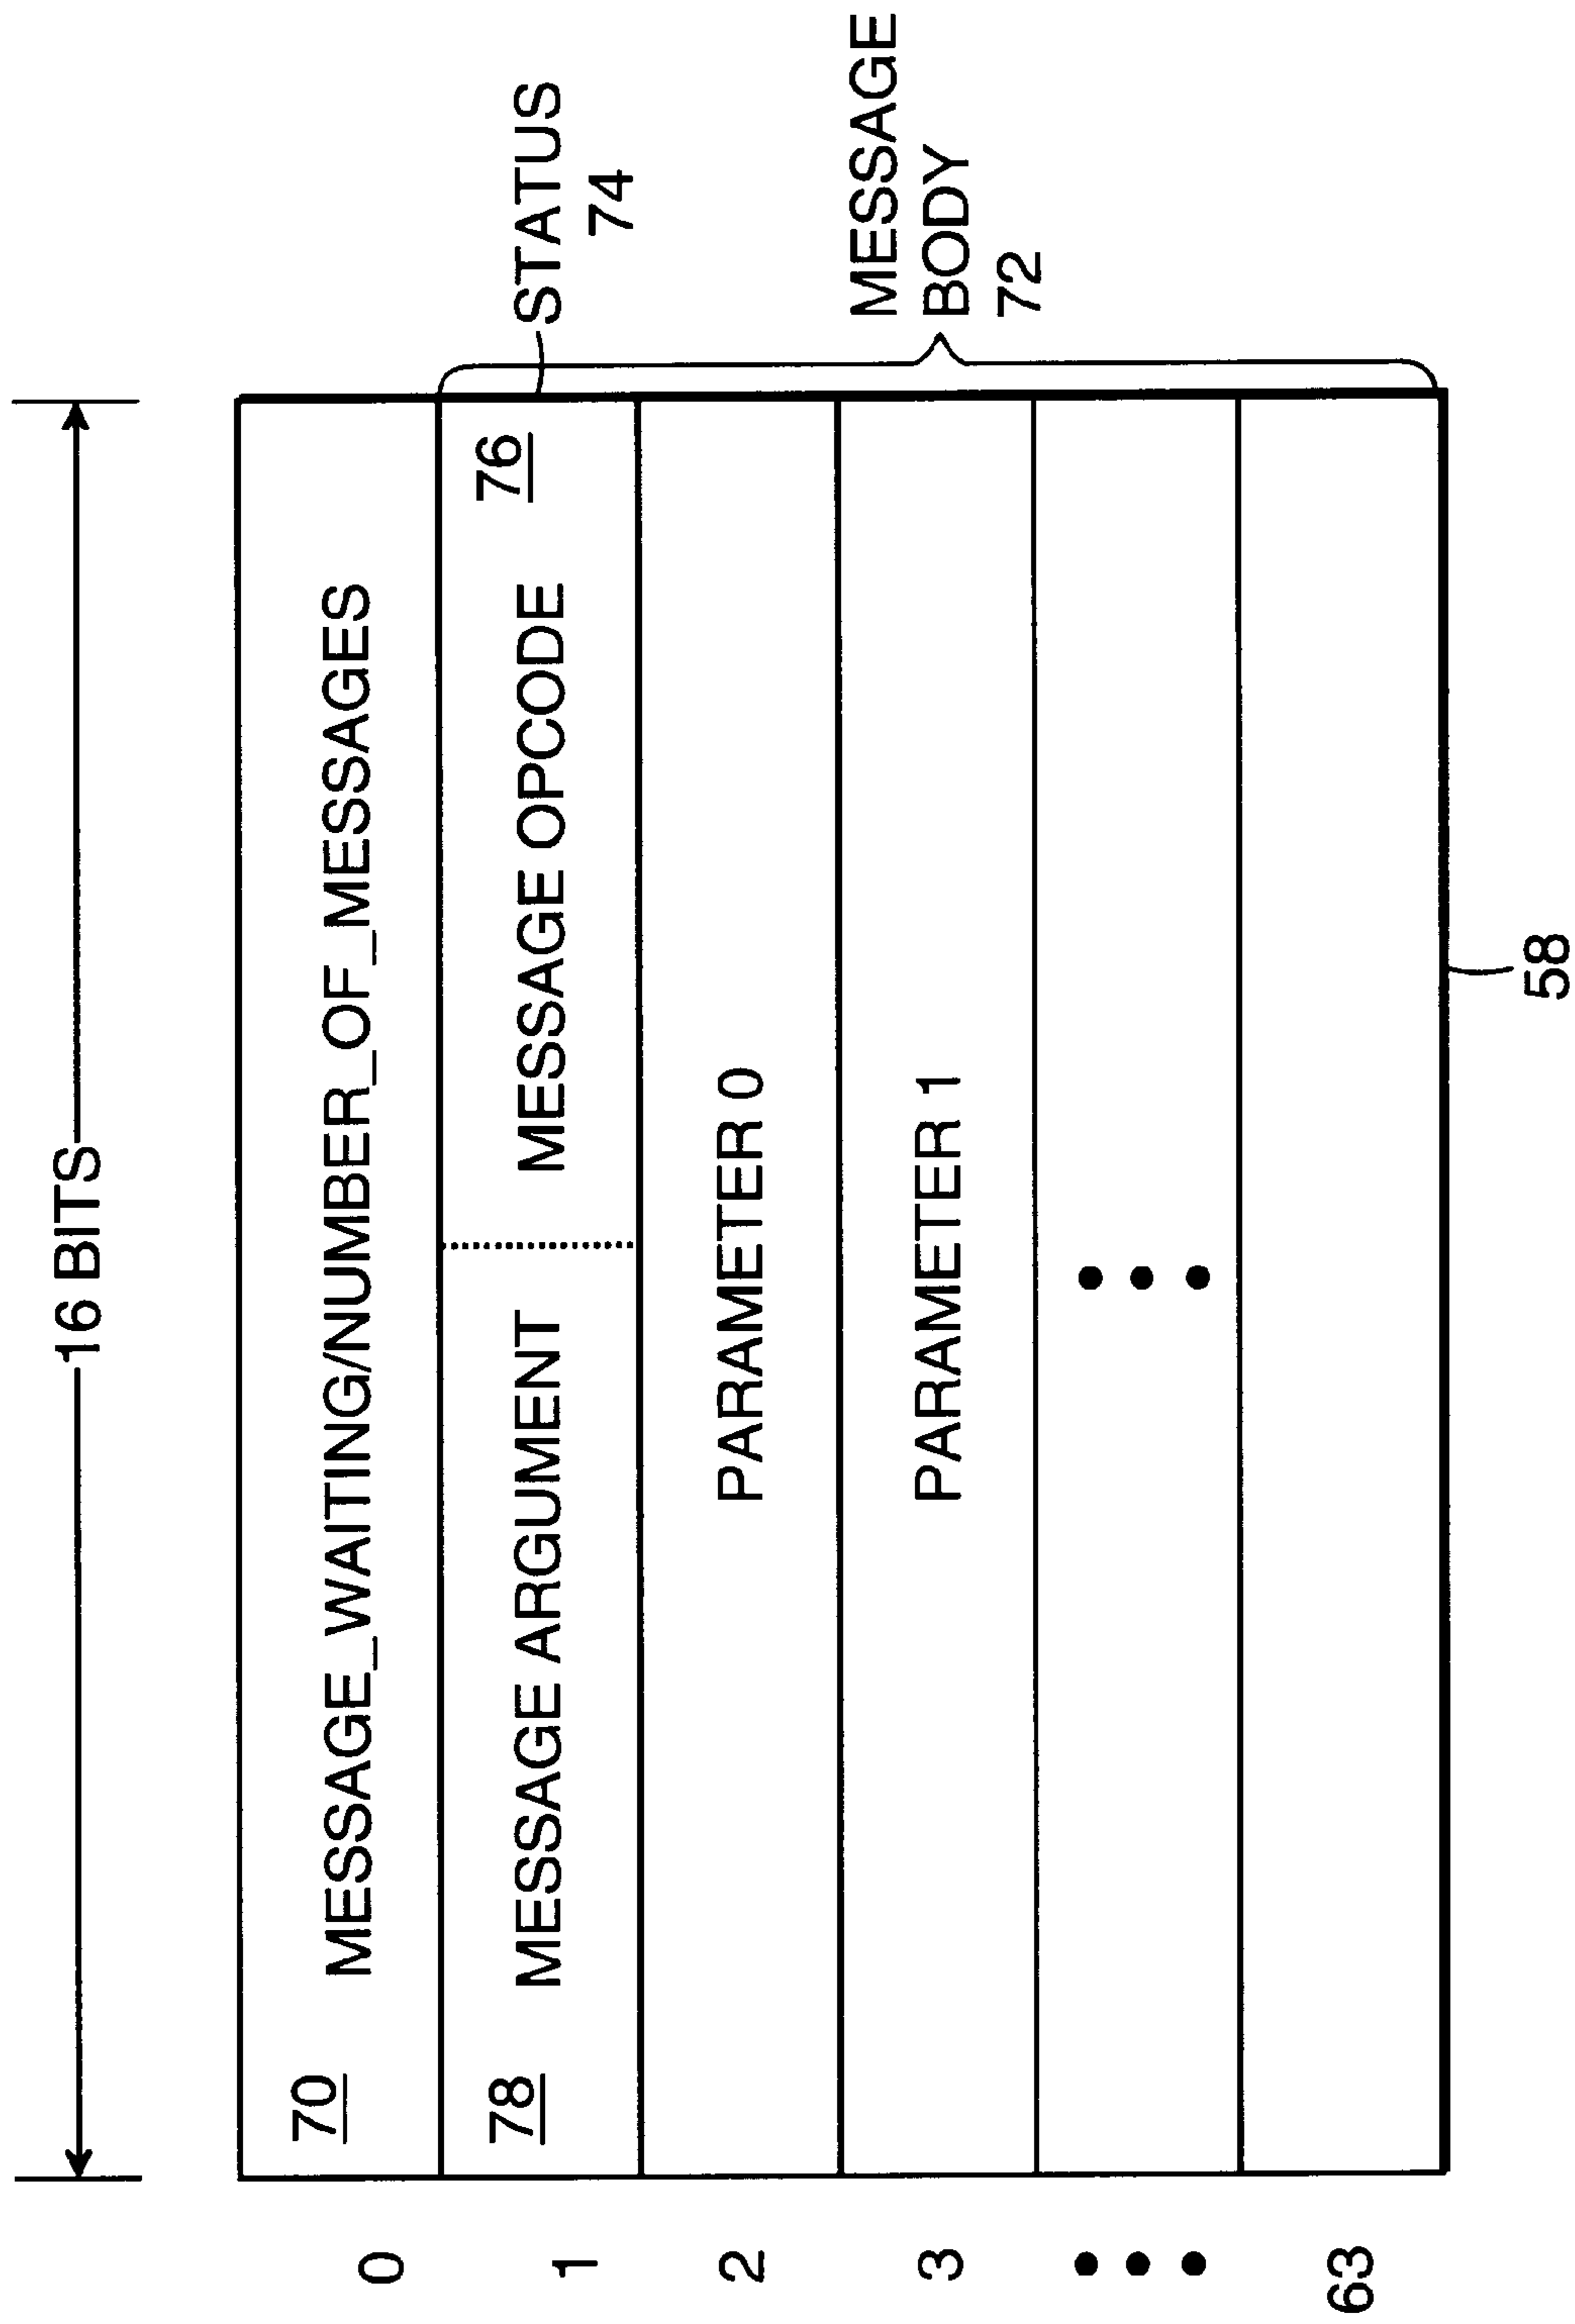 16 BITS
0
70
MESSAGE_WAITING/NUMBER_OF_MESSAGES
1
78
MESSAGE ARGUMENT
MESSAGE OPCODE
76
STATUS
74
2
PARAMETER 0
3
PARAMETER 1
MESSAGE
BODY
72
63
58